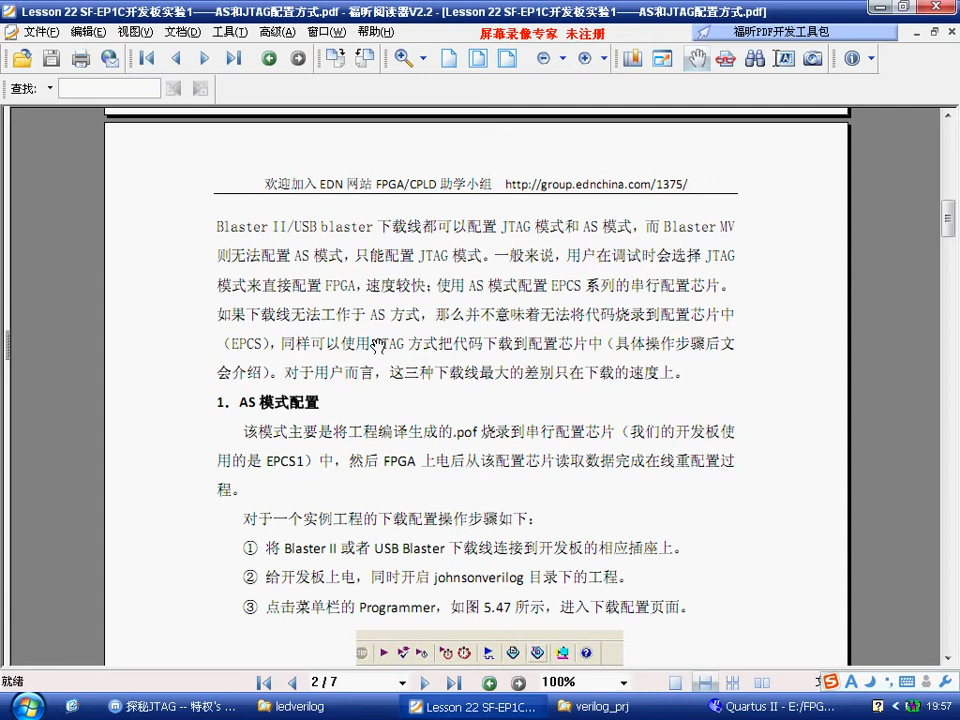 Lesson 22 SF-EP1C开发板实验1——AS和JTAG配置方式.pdf - 福昕阅读器V2.2 - [Lesson 22 SF-EP1C开发板实验1——AS和JTAG配置方式.pdf]
文件(F) 编辑(E) 视图(V) 文档(D) 工具(T) 高级(A) 窗口(W) 帮助(H) 屏幕录像专家 未注册 福昕PDF开发工具包
100%
查找:
欢迎加入 EDN 网站 FPGA/CPLD 助学小组 http://group.ednchina.com/1375/
Blaster II/USB blaster 下载线都可以配置 JTAG 模式和 AS 模式，而 Blaster MV
则无法配置 AS 模式，只能配置 JTAG 模式。一般来说，用户在调试时会选择 JTAG
模式来直接配置 FPGA，速度较快；使用 AS 模式配置 EPCS 系列的串行配置芯片。
如果下载线无法工作于 AS 方式，那么并不意味着无法将代码烧录到配置芯片中
（EPCS），同样可以使用 JTAG 方式把代码下载到配置芯片中（具体操作步骤后文
会介绍）。对于用户而言，这三种下载线最大的差别只在下载的速度上。
1．AS 模式配置
该模式主要是将工程编译生成的.pof 烧录到串行配置芯片（我们的开发板使
用的是 EPCS1）中，然后 FPGA 上电后从该配置芯片读取数据完成在线重配置过
程。
对于一个实例工程的下载配置操作步骤如下：
① 将 Blaster II 或者 USB Blaster 下载线连接到开发板的相应插座上。
② 给开发板上电，同时开启 johnsonverilog 目录下的工程。
③ 点击菜单栏的 Programmer，如图 5.47 所示，进入下载配置页面。
就绪 2 / 7 100%
探秘JTAG —— 特权's ... ledverilog Lesson 22 SF-EP1C... verilog_prj Quartus II - E:/FPG... 19:57